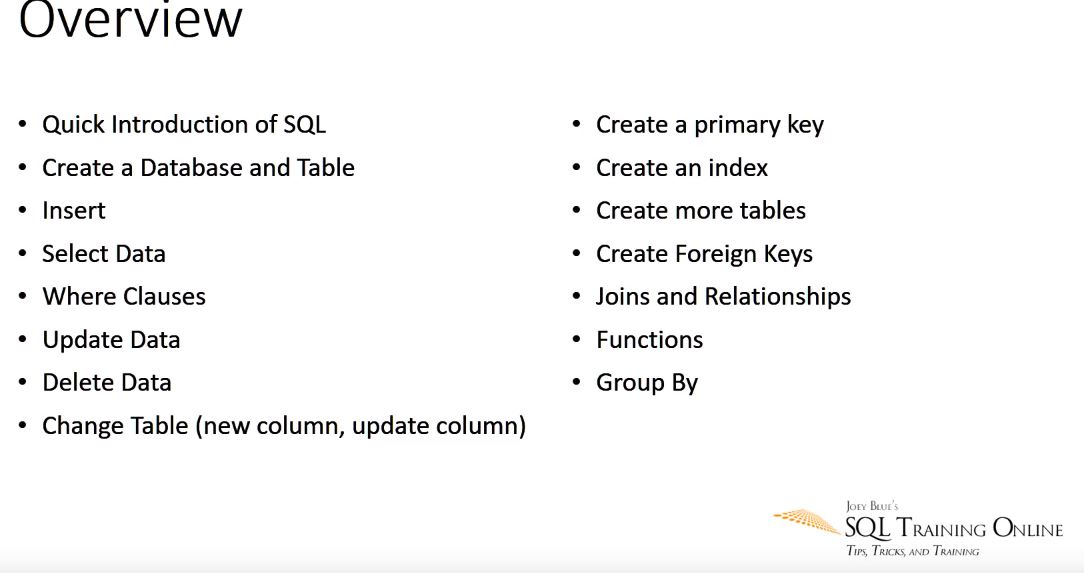 Overview
• Quick Introduction of SQL
• Create a Database and Table
• Insert
• Select Data
• Where Clauses
• Update Data
• Delete Data
• Change Table (new column, update column)
• Create a primary key
• Create an index
• Create more tables
• Create Foreign Keys
• Joins and Relationships
• Functions
• Group By
Joey Blue's
SQL Training Online
Tips, Tricks, and Training